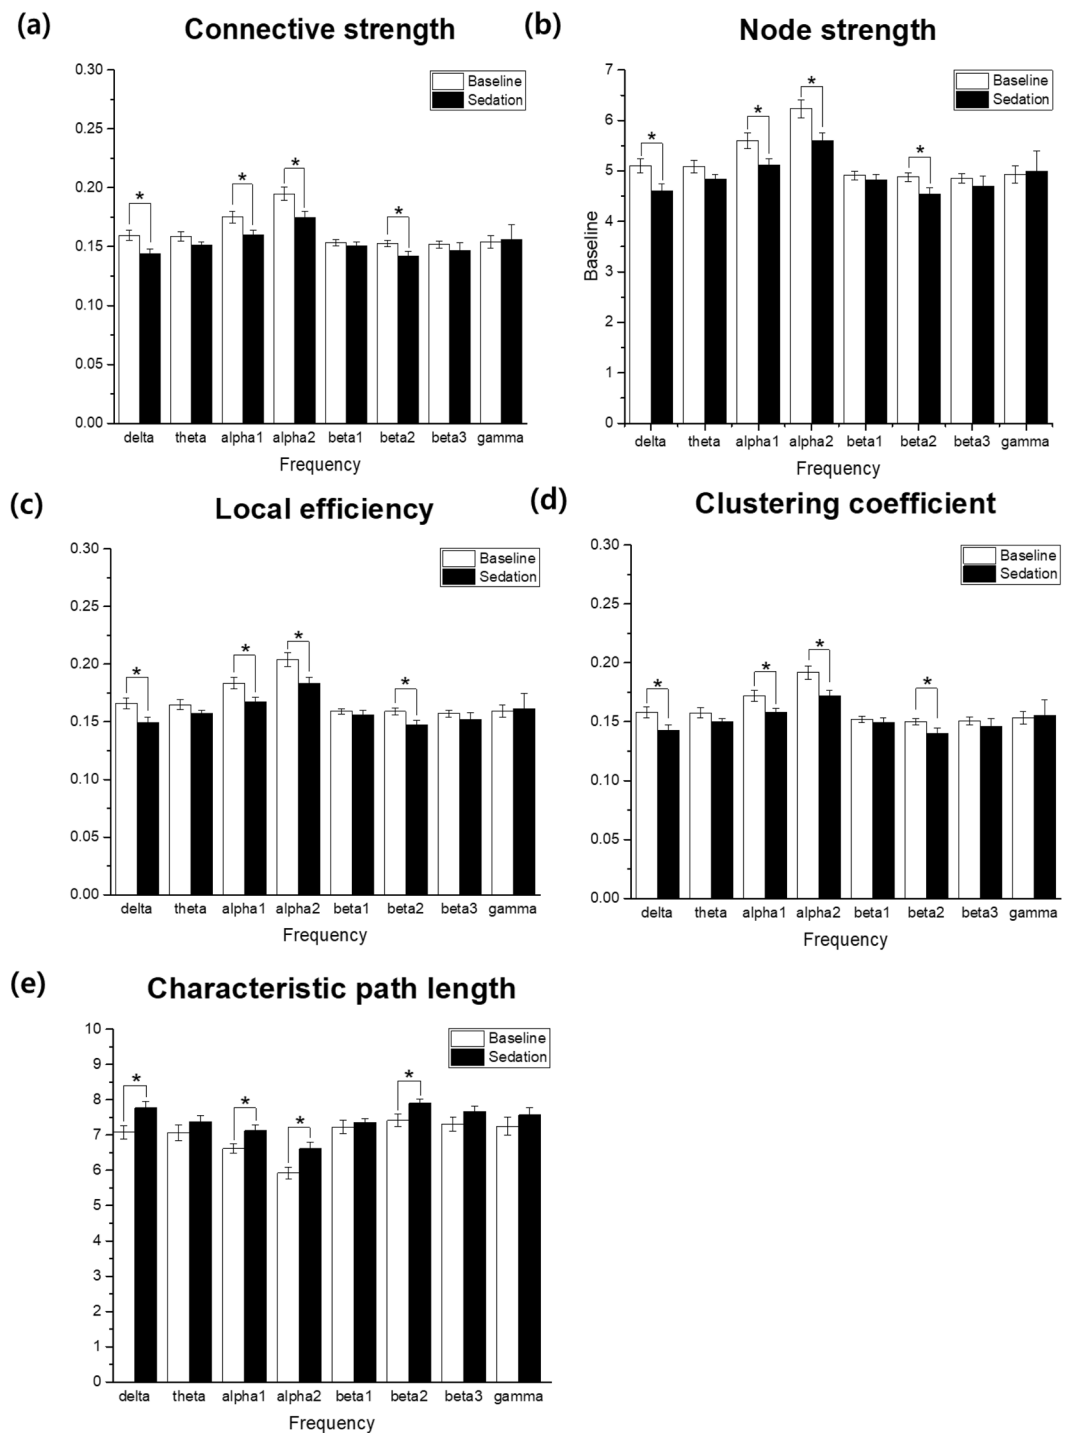 (a) Connective strength
0.30
0.25
0.20
0.15
0.10
0.05
0.00
Baseline
Sedation
* * * *
delta theta alpha1 alpha2 beta1 beta2 beta3 gamma
Frequency
(b) Node strength
7
6
5
4
3
2
1
0
Baseline
Baseline
Sedation
* * * *
delta theta alpha1 alpha2 beta1 beta2 beta3 gamma
Frequency
(c) Local efficiency
0.30
0.25
0.20
0.15
0.10
0.05
0.00
Baseline
Sedation
* * * *
delta theta alpha1 alpha2 beta1 beta2 beta3 gamma
Frequency
(d) Clustering coefficient
0.30
0.25
0.20
0.15
0.10
0.05
0.00
Baseline
Sedation
* * * *
delta theta alpha1 alpha2 beta1 beta2 beta3 gamma
Frequency
(e) Characteristic path length
10
9
8
7
6
5
4
3
2
1
0
Baseline
Sedation
* * * *
delta theta alpha1 alpha2 beta1 beta2 beta3 gamma
Frequency